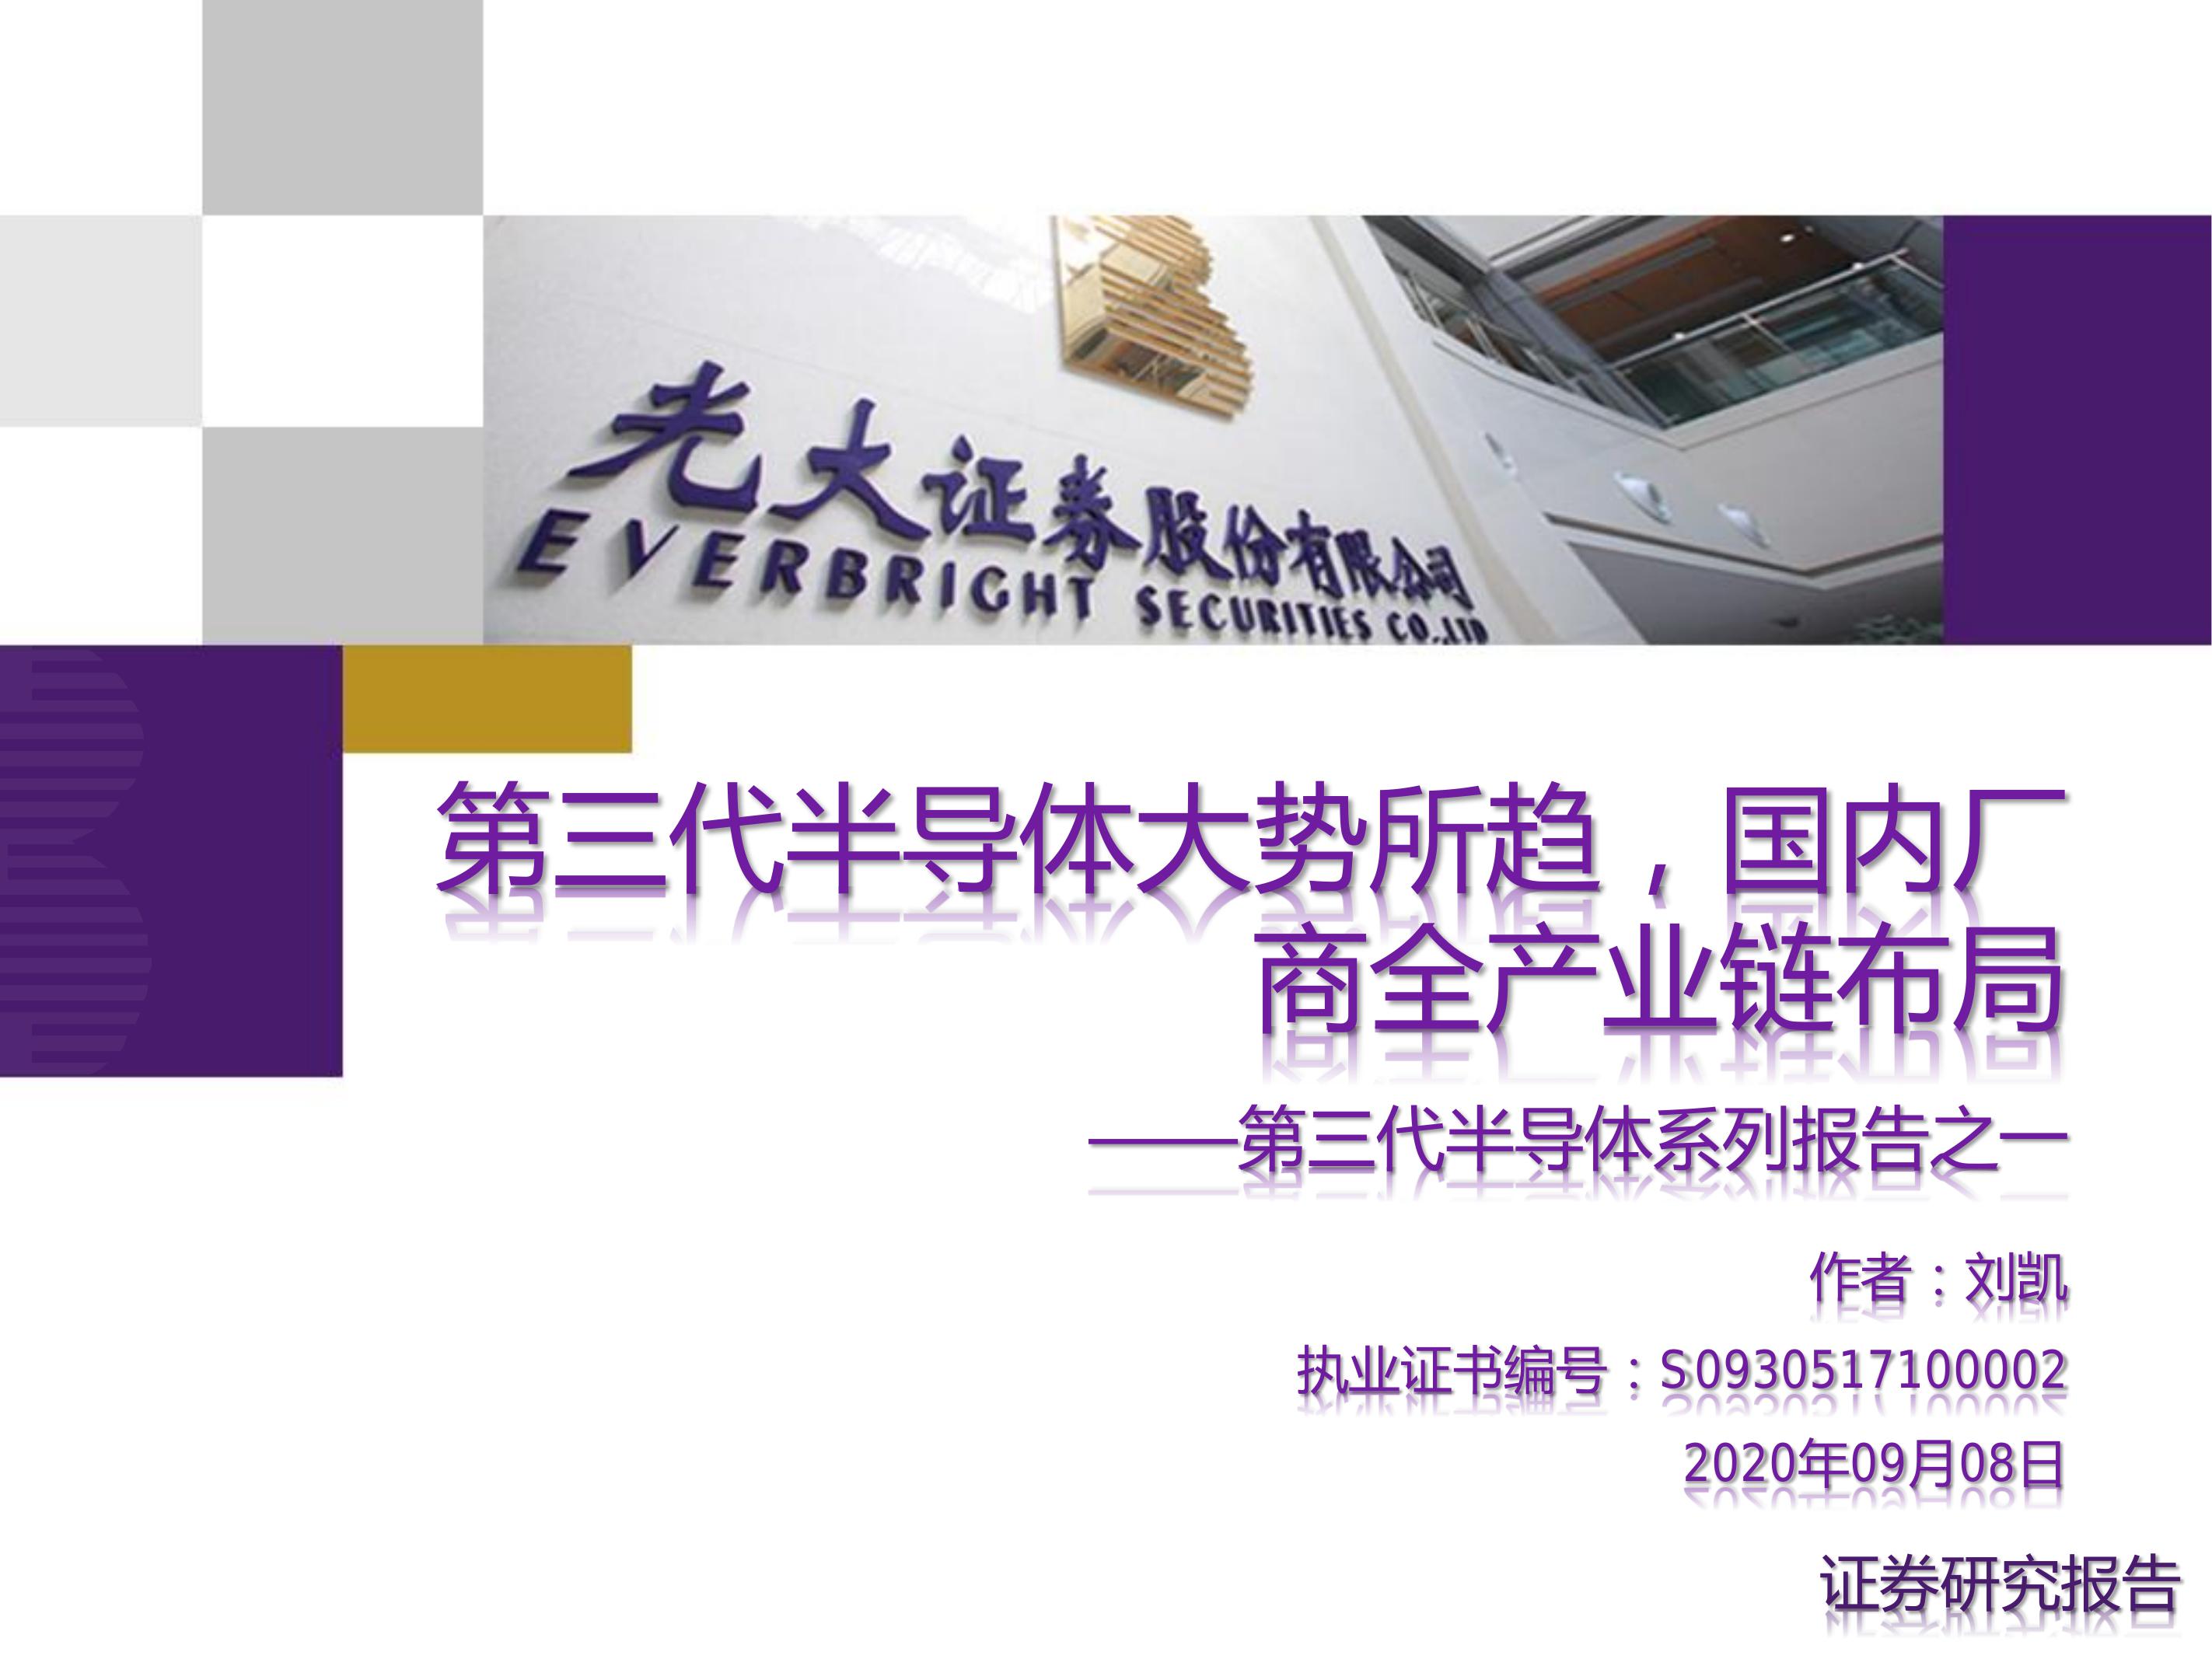 光大证券股份有限公司
EVERBRIGHT SECURITIES CO.,LTD
第三代半导体大势所趋，国内厂
商全产业链布局
——第三代半导体系列报告之一
作者：刘凯
执业证书编号：S0930517100002
2020年09月08日
证券研究报告